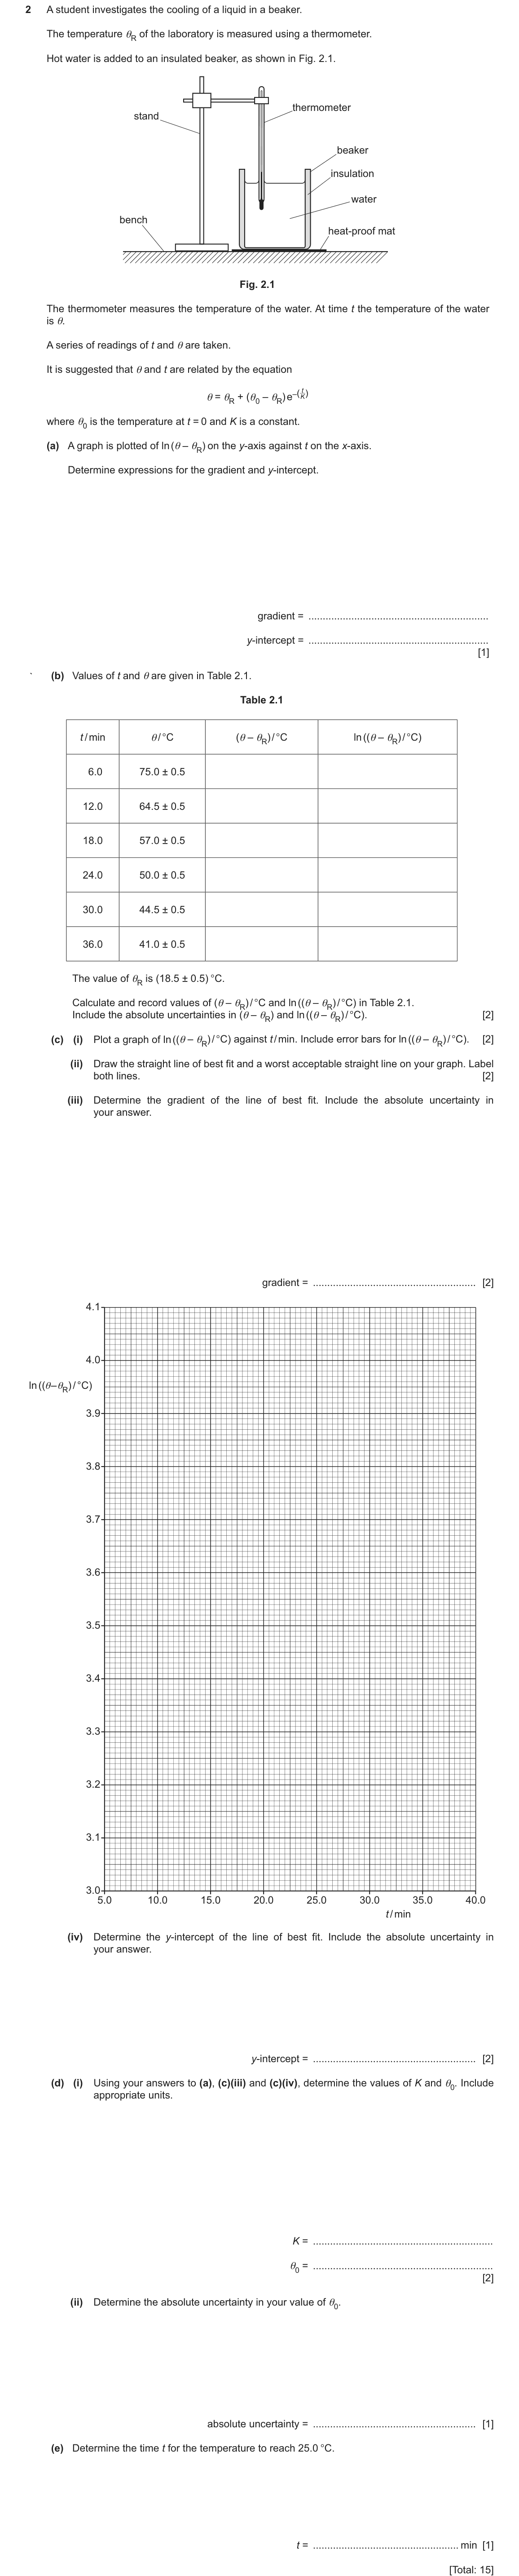 2 A student investigates the cooling of a liquid in a beaker.
The temperature θR of the laboratory is measured using a thermometer.
Hot water is added to an insulated beaker, as shown in Fig. 2.1.
thermometer
stand
beaker
insulation
water
bench
heat-proof mat
Fig. 2.1
The thermometer measures the temperature of the water. At time t the temperature of the water
is θ.
A series of readings of t and θ are taken.
It is suggested that θ and t are related by the equation
θ = θR + (θ0 – θR) e^–(t/K)
where θ0 is the temperature at t = 0 and K is a constant.
(a) A graph is plotted of ln (θ – θR) on the y-axis against t on the x-axis.
Determine expressions for the gradient and y-intercept.
gradient = ...............................................................
y-intercept = ...............................................................
[1]
(b) Values of t and θ are given in Table 2.1.
Table 2.1
t / min θ / °C (θ – θR) / °C ln ((θ – θR) / °C)
6.0 75.0 ± 0.5
12.0 64.5 ± 0.5
18.0 57.0 ± 0.5
24.0 50.0 ± 0.5
30.0 44.5 ± 0.5
36.0 41.0 ± 0.5
The value of θR is (18.5 ± 0.5) °C.
Calculate and record values of (θ – θR) / °C and ln ((θ – θR) / °C) in Table 2.1.
Include the absolute uncertainties in (θ – θR) and ln ((θ – θR) / °C). [2]
(c) (i) Plot a graph of ln ((θ – θR) / °C) against t / min. Include error bars for ln ((θ – θR) / °C). [2]
(ii) Draw the straight line of best fit and a worst acceptable straight line on your graph. Label
both lines. [2]
(iii) Determine the gradient of the line of best fit. Include the absolute uncertainty in
your answer.
gradient = ......................................................... [2]
4.1
4.0
ln ((θ – θR) / °C)
3.9
3.8
3.7
3.6
3.5
3.4
3.3
3.2
3.1
3.0
5.0 10.0 15.0 20.0 25.0 30.0 35.0 40.0
t / min
(iv) Determine the y-intercept of the line of best fit. Include the absolute uncertainty in
your answer.
y-intercept = ......................................................... [2]
(d) (i) Using your answers to (a), (c)(iii) and (c)(iv), determine the values of K and θ0. Include
appropriate units.
K = ...............................................................
θ0 = ...............................................................
[2]
(ii) Determine the absolute uncertainty in your value of θ0.
absolute uncertainty = ......................................................... [1]
(e) Determine the time t for the temperature to reach 25.0 °C.
t = ................................................... min [1]
[Total: 15]